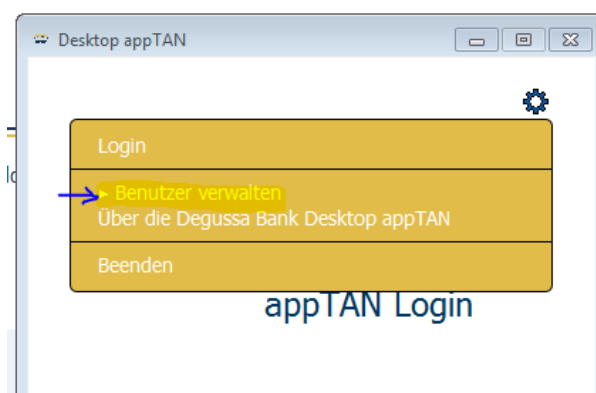 Desktop appTAN
Login
▸ Benutzer verwalten
Über die Degussa Bank Desktop appTAN
Beenden
appTAN Login